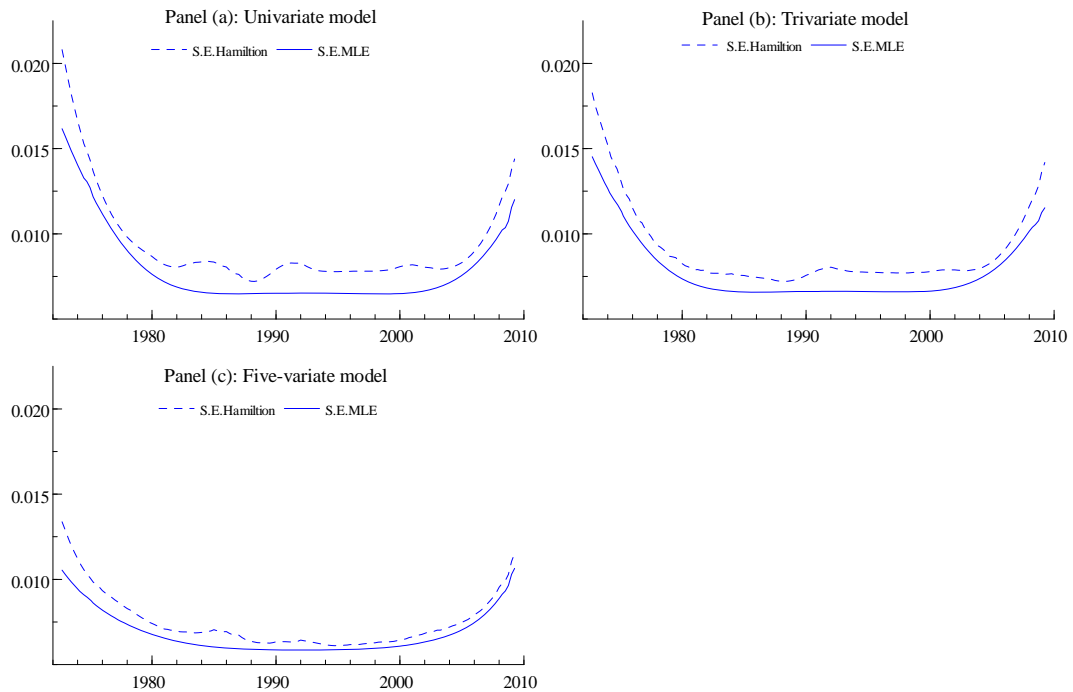 Panel (a): Univariate model
S.E.Hamiltion S.E.MLE
0.020
0.015
0.010
1980 1990 2000 2010
Panel (b): Trivariate model
S.E.Hamiltion S.E.MLE
0.020
0.015
0.010
1980 1990 2000 2010
Panel (c): Five-variate model
S.E.Hamiltion S.E.MLE
0.020
0.015
0.010
1980 1990 2000 2010